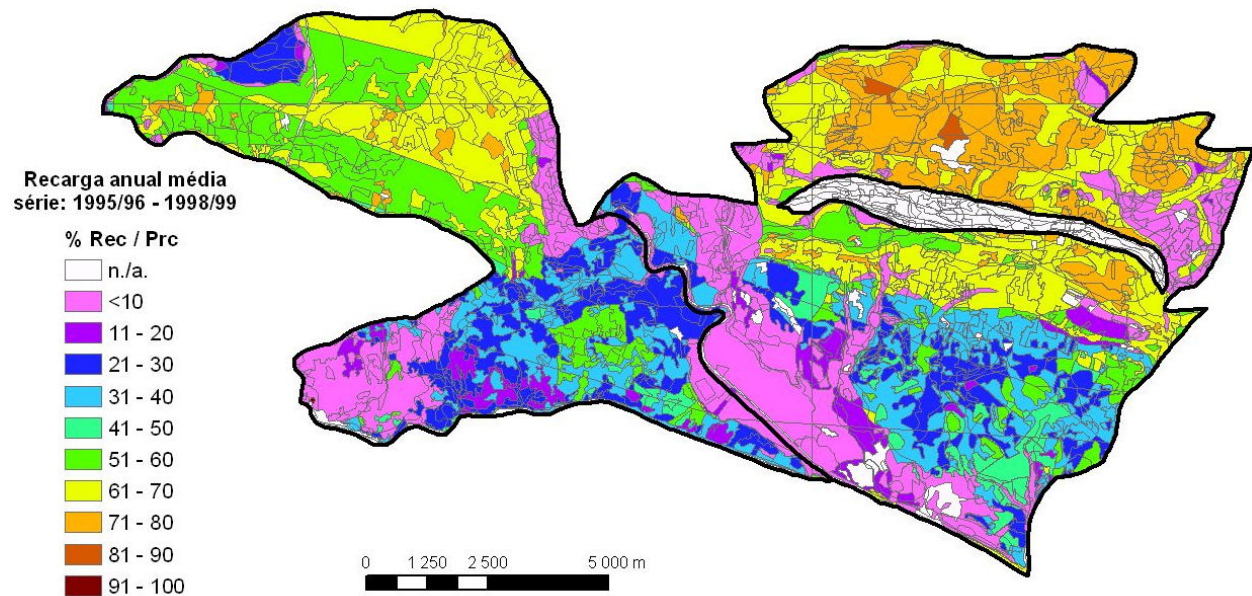 Recarga anual média
série: 1995/96 - 1998/99
% Rec / Prc
n./a.
<10
11 - 20
21 - 30
31 - 40
41 - 50
51 - 60
61 - 70
71 - 80
81 - 90
91 - 100
0 1 250 2 500 5 000 m